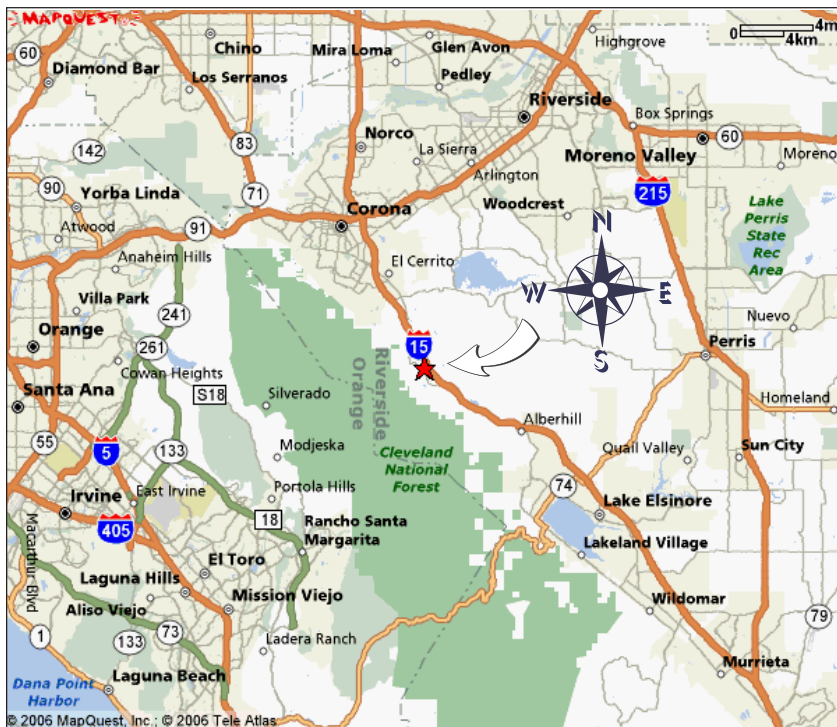 MAPQUEST
60
Diamond Bar
Chino
Los Serranos
Mira Loma
Glen Avon
Pedley
Highgrove
0
4m
4km
Riverside
Box Springs
60
Moreno Valley
Moreno
142
83
Norco
La Sierra
Arlington
Woodcrest
215
90
Yorba Linda
71
Atwood
91
Corona
Anaheim Hills
El Cerrito
Lake
Perris
State
Rec
Area
N
W
E
S
Villa Park
241
Nuevo
Orange
261
15
Perris
Cowan Heights
Riverside
Orange
Santa Ana
S18
Silverado
Homeland
Alberhill
55
5
133
Modjeska
Cleveland
National
Forest
Quail Valley
Sun City
74
Irvine
East Irvine
Portola Hills
Lake Elsinore
405
18
Rancho Santa
Margarita
Lakeland Village
Macarthur Blvd
El Toro
Laguna Hills
Mission Viejo
Wildomar
Aliso Viejo
79
1
133
73
Ladera Ranch
Murrieta
Laguna Beach
Dana Point
Harbor
© 2006 MapQuest, Inc.; © 2006 Tele Atlas